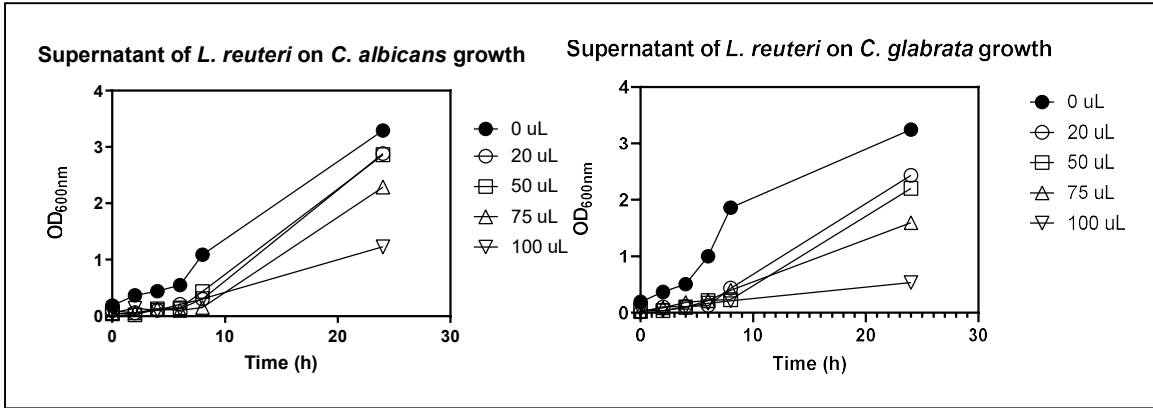 Supernatant of L. reuteri on C. albicans growth
4
3
2
1
0
OD600nm
0
10
20
30
Time (h)
0 uL
20 uL
50 uL
75 uL
100 uL
Supernatant of L. reuteri on C. glabrata growth
4
3
2
1
0
OD600nm
0
10
20
30
Time (h)
0 uL
20 uL
50 uL
75 uL
100 uL